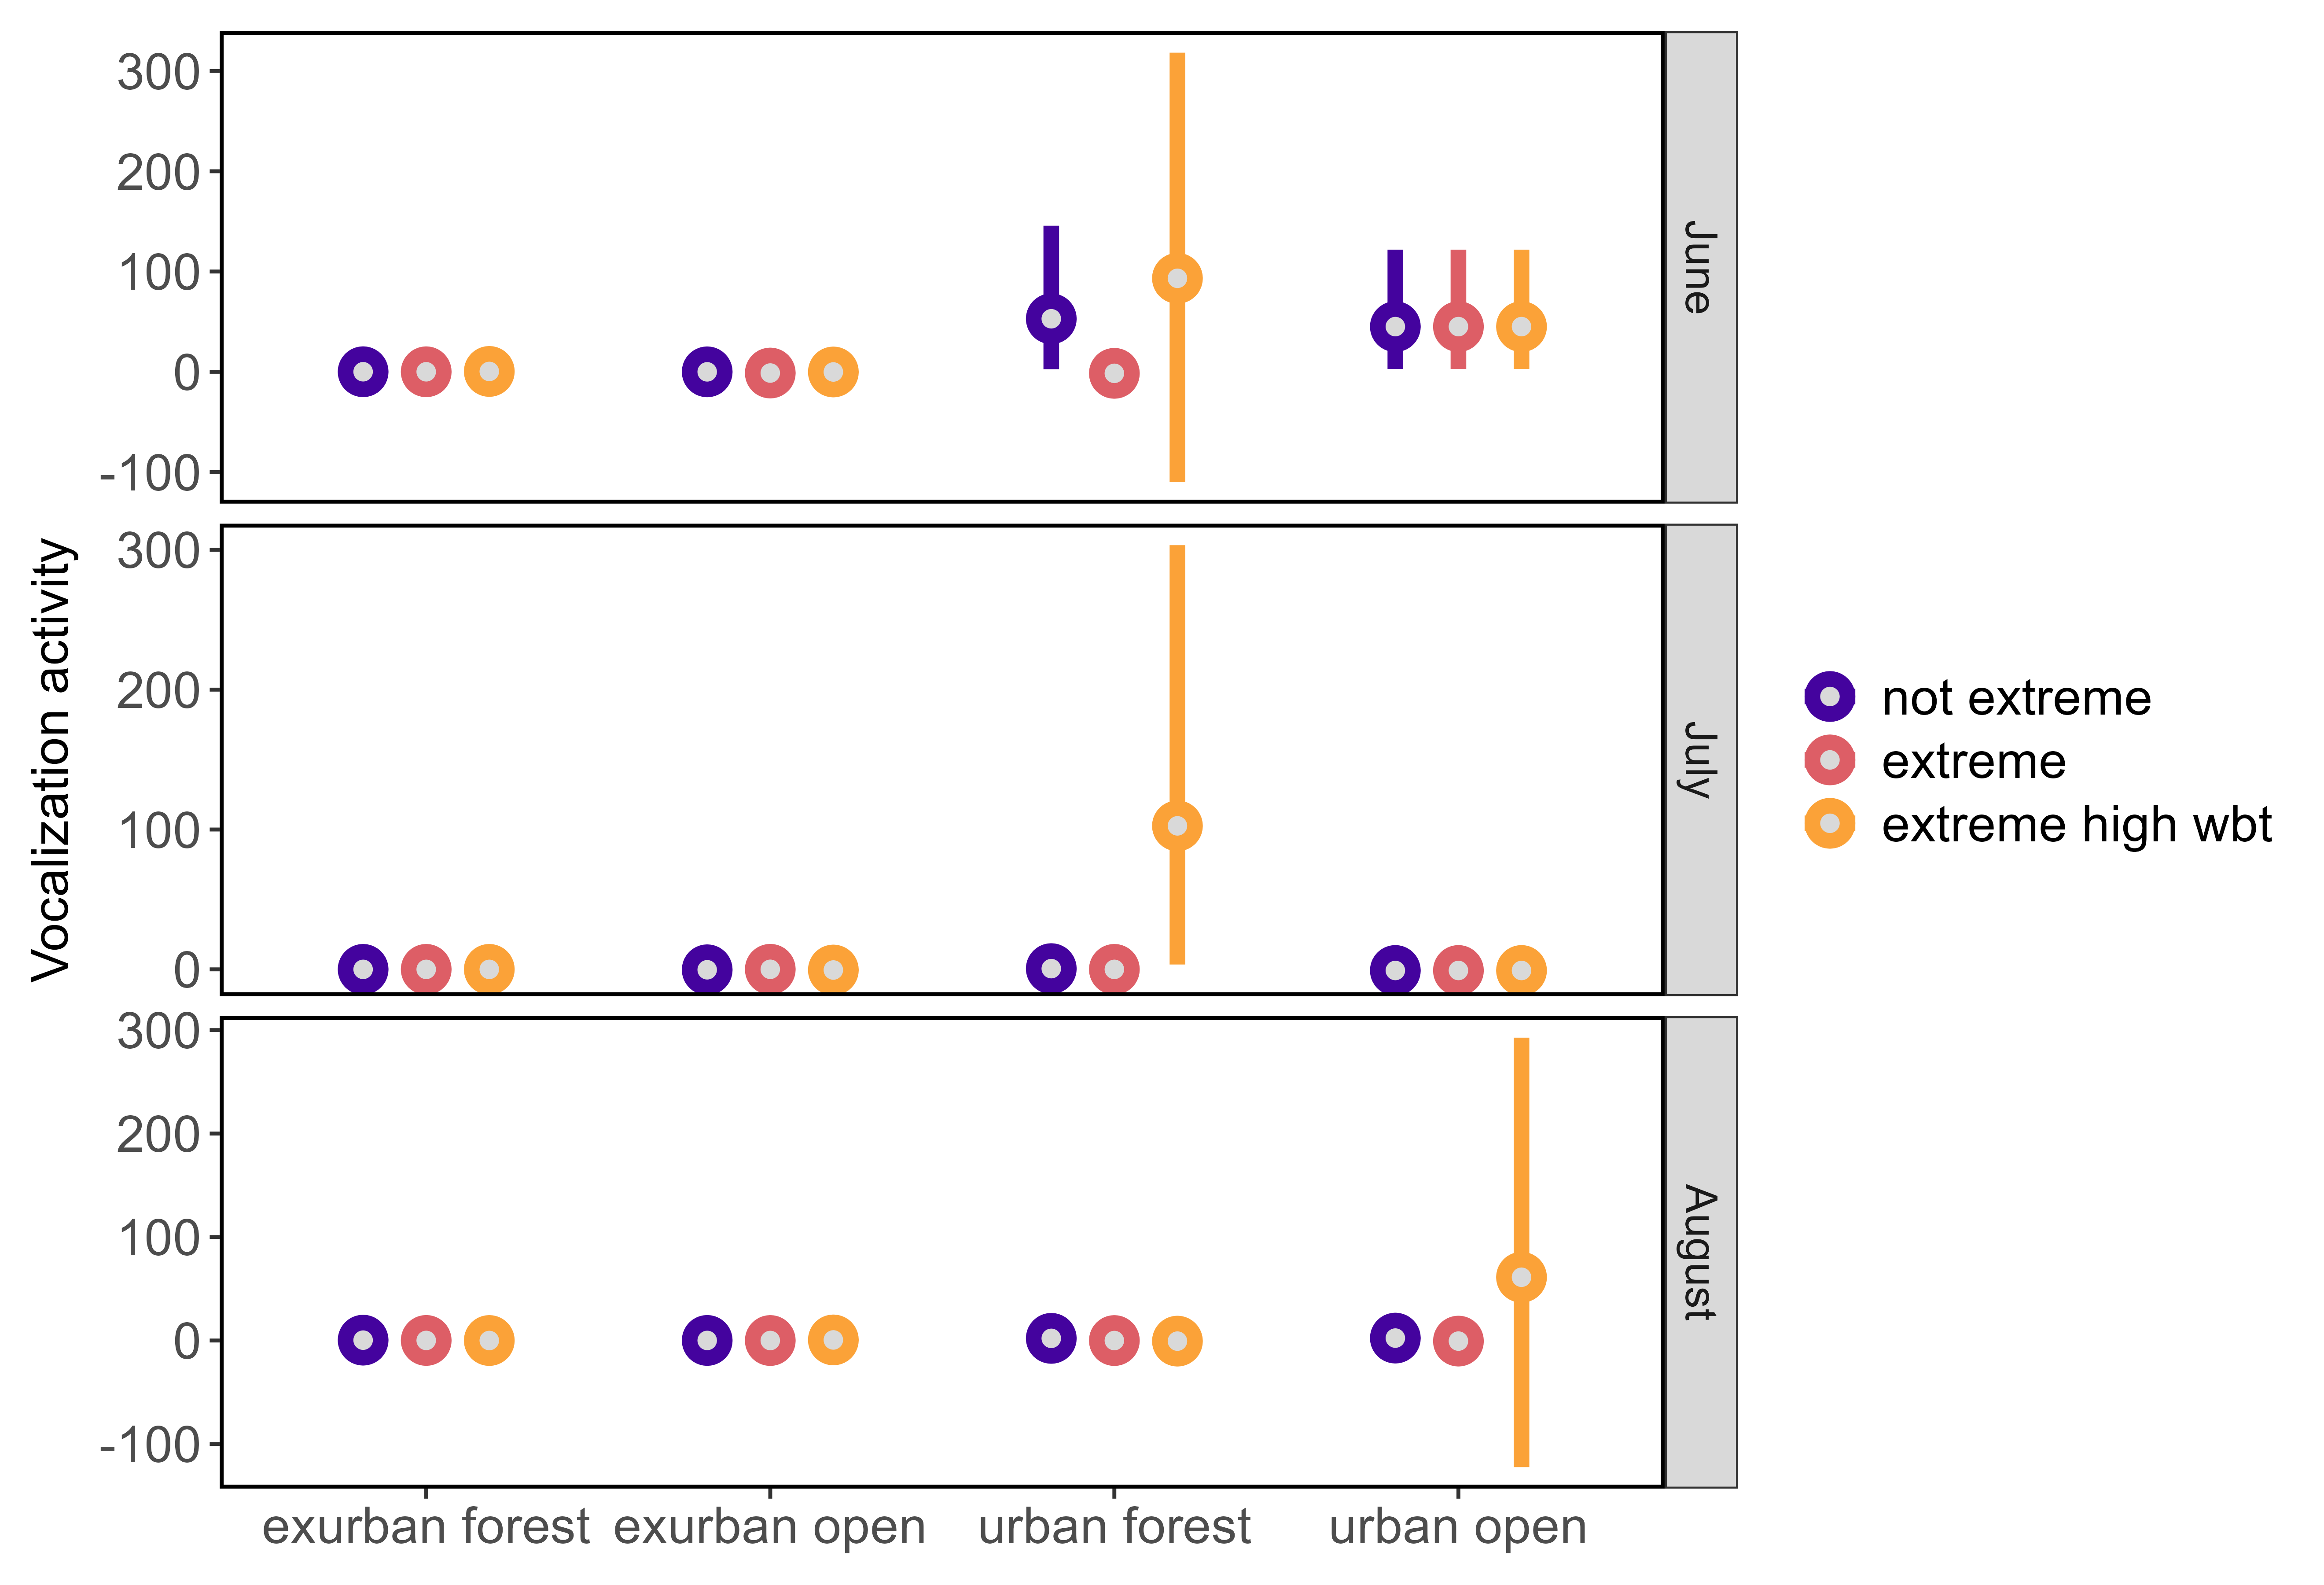 Vocalization activity
300
200
100
0
-100
June
300
200
100
0
July
300
200
100
0
-100
August
exurban forest exurban open urban forest urban open
not extreme
extreme
extreme high wbt